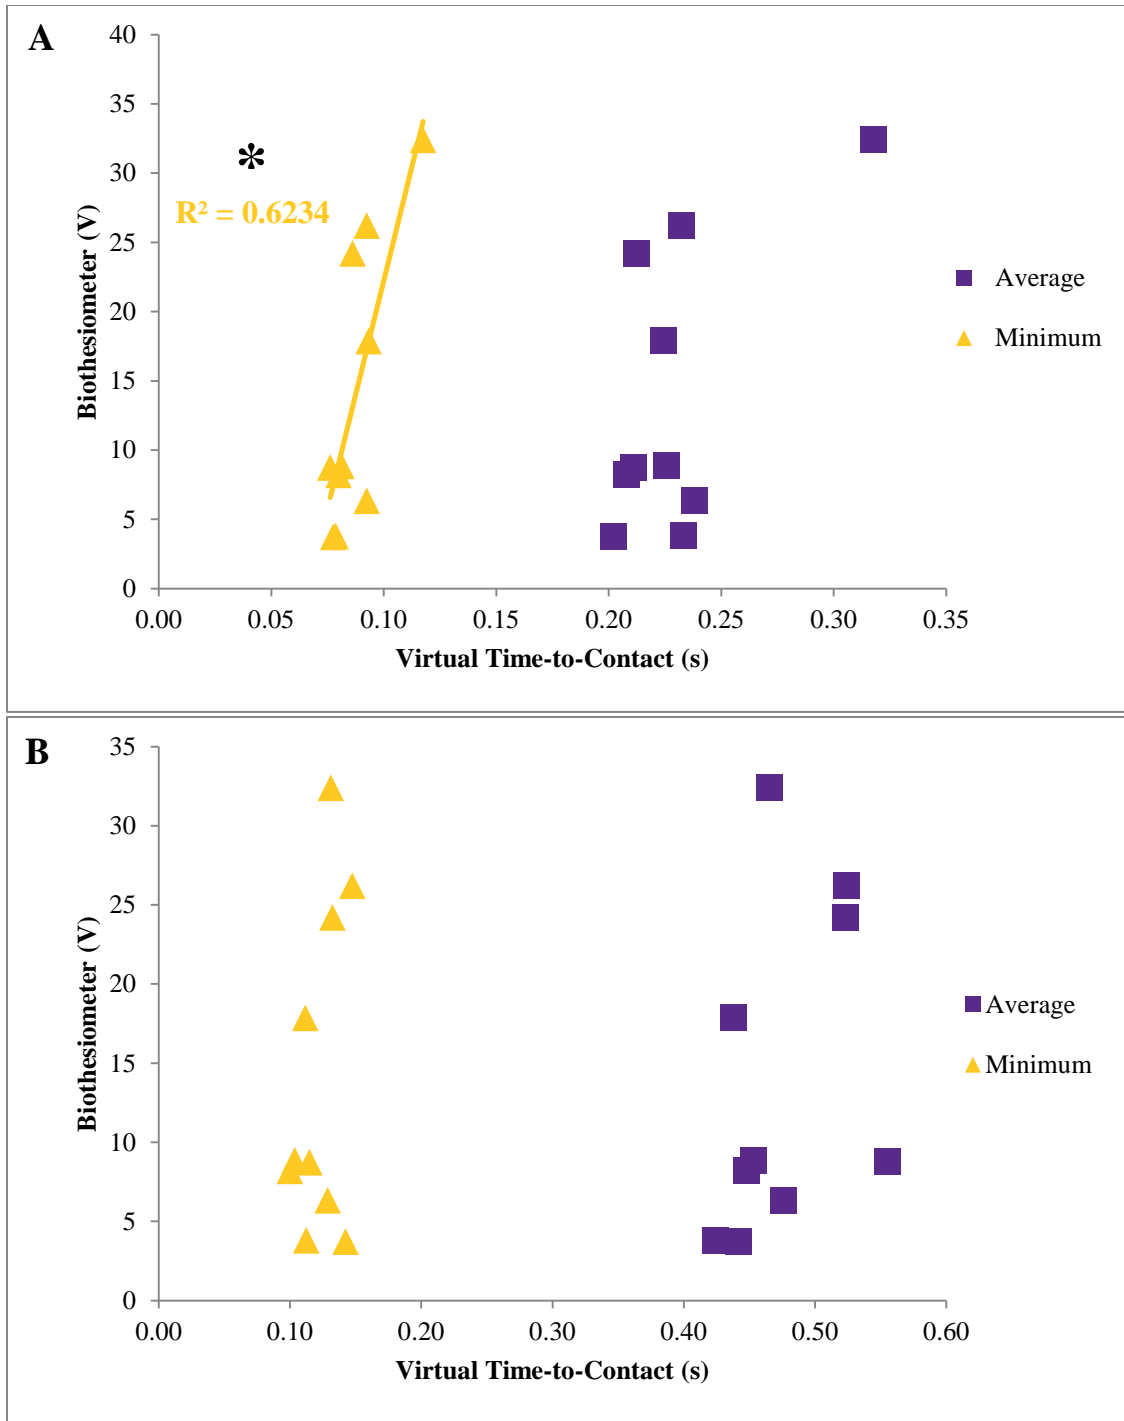 A
40
35
30
25
20
15
10
5
0
Biothesiometer (V)
*
R² = 0.6234
Average
Minimum
0.00 0.05 0.10 0.15 0.20 0.25 0.30 0.35
Virtual Time-to-Contact (s)
B
35
30
25
20
15
10
5
0
Biothesiometer (V)
Average
Minimum
0.00 0.10 0.20 0.30 0.40 0.50 0.60
Virtual Time-to-Contact (s)